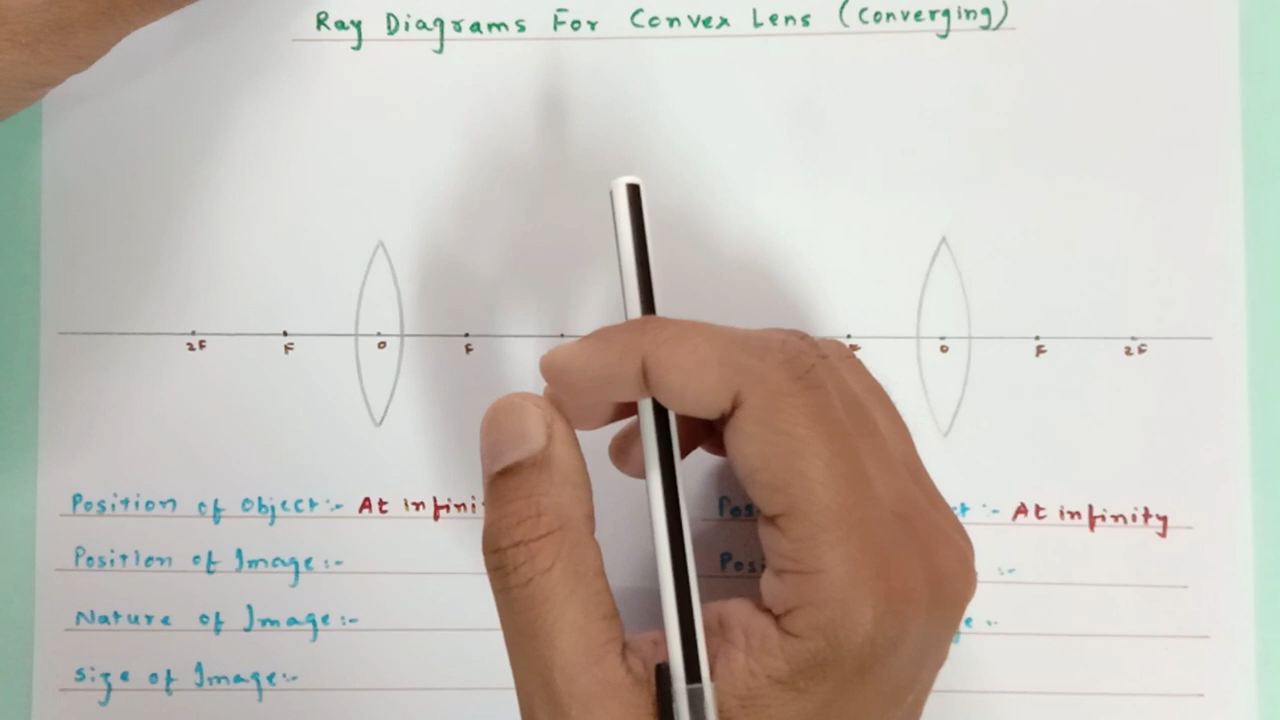 Ray Diagrams For Convex Lens (Converging)
2F F O F
O F 2F
Position of Object:- At
:- At infinity
Position of Image:-
:-
Nature of Image:-
Size of Image:-